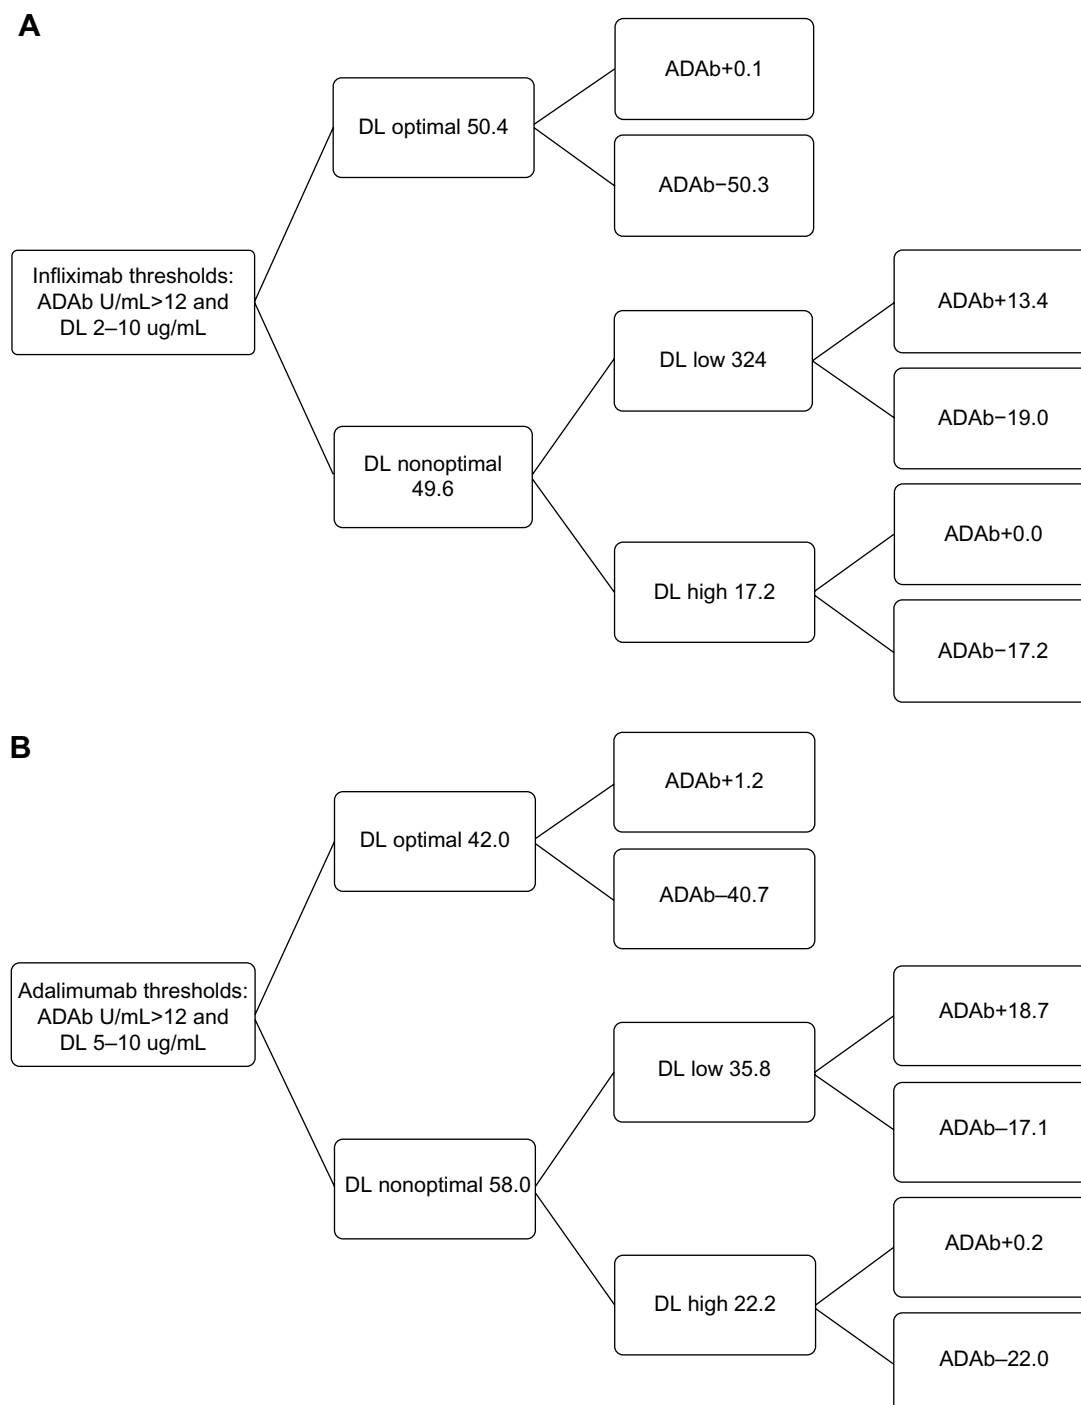 A
ADAb+0.1
DL optimal 50.4
ADAb−50.3
Infliximab thresholds:
ADAb U/mL>12 and
DL 2–10 ug/mL
ADAb+13.4
DL low 324
ADAb−19.0
DL nonoptimal
49.6
ADAb+0.0
DL high 17.2
ADAb−17.2
B
ADAb+1.2
DL optimal 42.0
ADAb–40.7
Adalimumab thresholds:
ADAb U/mL>12 and
DL 5–10 ug/mL
ADAb+18.7
DL low 35.8
ADAb–17.1
DL nonoptimal 58.0
ADAb+0.2
DL high 22.2
ADAb–22.0